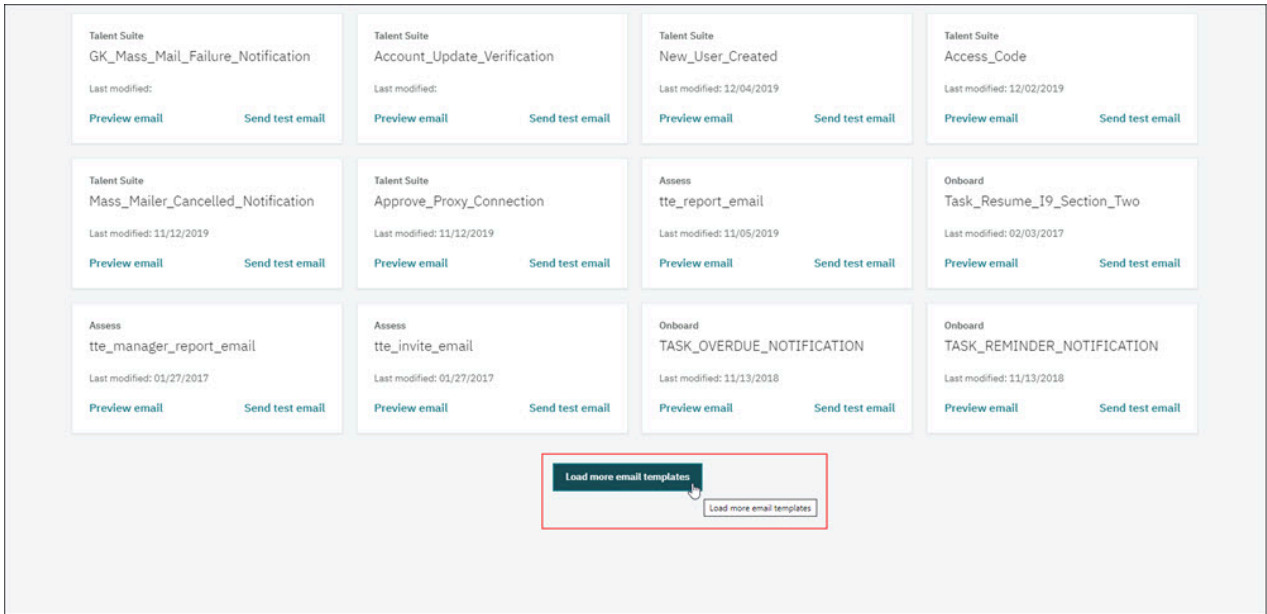 Talent Suite
GK_Mass_Mail_Failure_Notification
Last modified:
Preview email Send test email
Talent Suite
Account_Update_Verification
Last modified:
Preview email Send test email
Talent Suite
New_User_Created
Last modified: 12/04/2019
Preview email Send test email
Talent Suite
Access_Code
Last modified: 12/02/2019
Preview email Send test email
Talent Suite
Mass_Mailer_Cancelled_Notification
Last modified: 11/12/2019
Preview email Send test email
Talent Suite
Approve_Proxy_Connection
Last modified: 11/12/2019
Preview email Send test email
Assess
tte_report_email
Last modified: 11/05/2019
Preview email Send test email
Onboard
Task_Resume_I9_Section_Two
Last modified: 02/03/2017
Preview email Send test email
Assess
tte_manager_report_email
Last modified: 01/27/2017
Preview email Send test email
Assess
tte_invite_email
Last modified: 01/27/2017
Preview email Send test email
Onboard
TASK_OVERDUE_NOTIFICATION
Last modified: 11/13/2018
Preview email Send test email
Onboard
TASK_REMINDER_NOTIFICATION
Last modified: 11/13/2018
Preview email Send test email
Load more email templates
Load more email templates